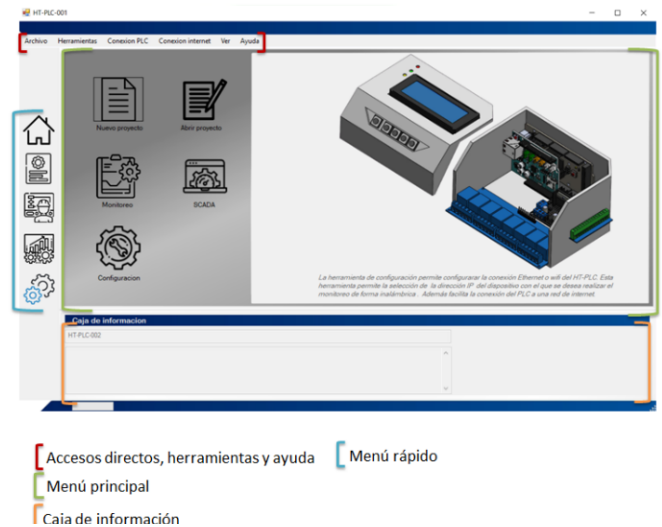 HT-PLC-001
Archivo Herramientas Conexion PLC Conexion internet Ver Ayuda
Nuevo proyecto Abrir proyecto
Monitoreo SCADA
Configuracion
La herramienta de configuración permite configurarar la conexión Ethernet o wifi del HT-PLC. Esta
herramienta permite la selección de la dirección IP del dispositivo con el que se desea realizar el
monitoreo de forma inalámbrica. Además facilita la conexión del PLC a una red de internet
Caja de informacion
HT-PLC-002
Accesos directos, herramientas y ayuda Menú rápido
Menú principal
Caja de información